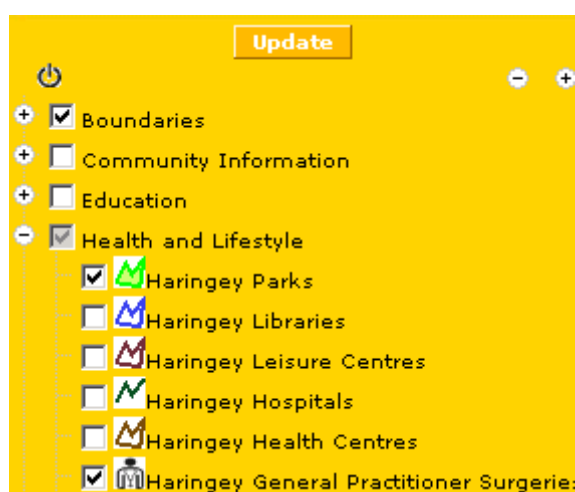 Update
Boundaries
Community Information
Education
Health and Lifestyle
Haringey Parks
Haringey Libraries
Haringey Leisure Centres
Haringey Hospitals
Haringey Health Centres
Haringey General Practitioner Surgeries